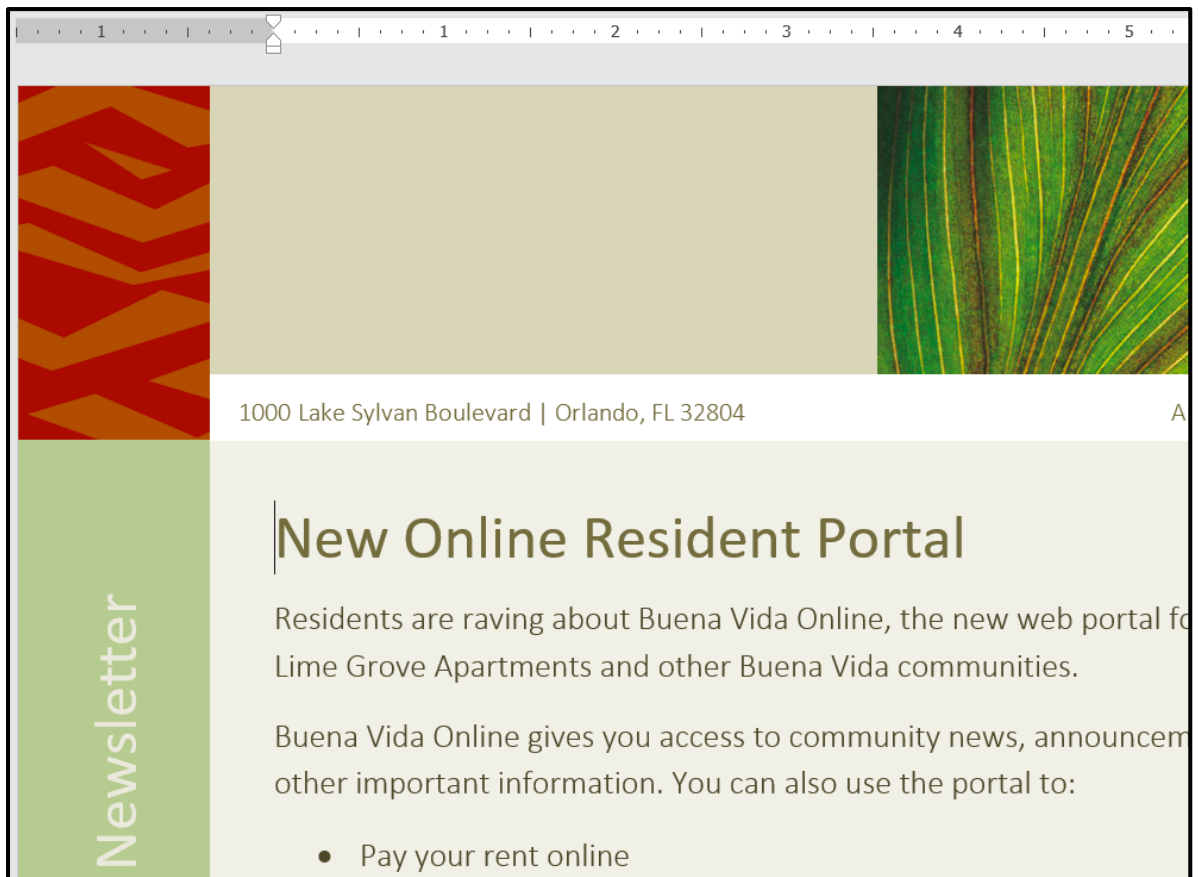 1 1 2 3 4 5
1000 Lake Sylvan Boulevard | Orlando, FL 32804 A
New Online Resident Portal
Residents are raving about Buena Vida Online, the new web portal fo
Lime Grove Apartments and other Buena Vida communities.
Buena Vida Online gives you access to community news, announcem
other important information. You can also use the portal to:
• Pay your rent online
Newsletter